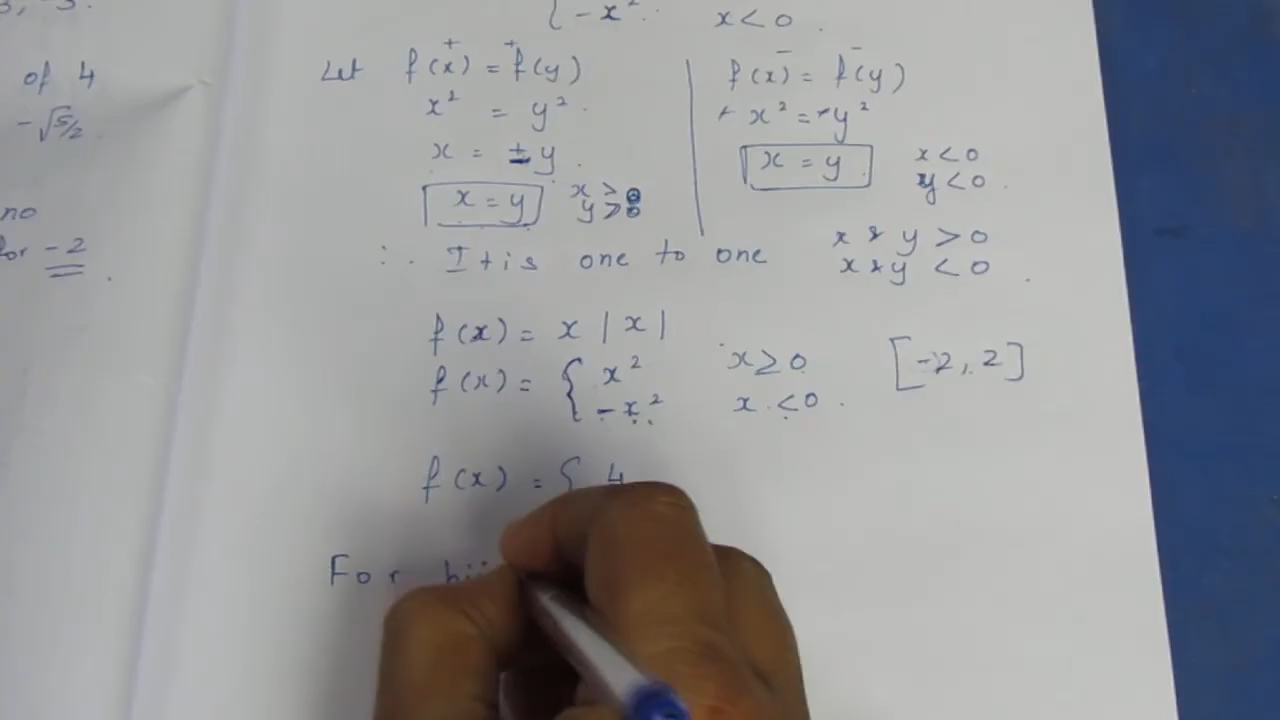 of 4
-√5/2
no
for -2
{ -x². x < 0
Let f(x) = f(y)
x² = y²
x = ± y
x = y x > 0
y > 0
f(x) = f(y)
- x² = - y²
x = y x < 0
y < 0
∴ It is one to one x & y > 0
x & y < 0
f(x) = x |x|
f(x) = { x² x ≥ 0 [-2, 2]
-x² x < 0
f(x) = { 4
For